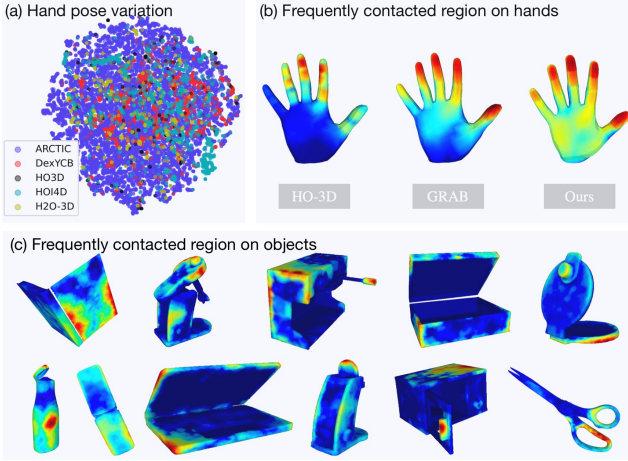 (a) Hand pose variation
(b) Frequently contacted region on hands
ARCTIC
DexYCB
HO3D
HOI4D
H2O-3D
HO-3D
GRAB
Ours
(c) Frequently contacted region on objects